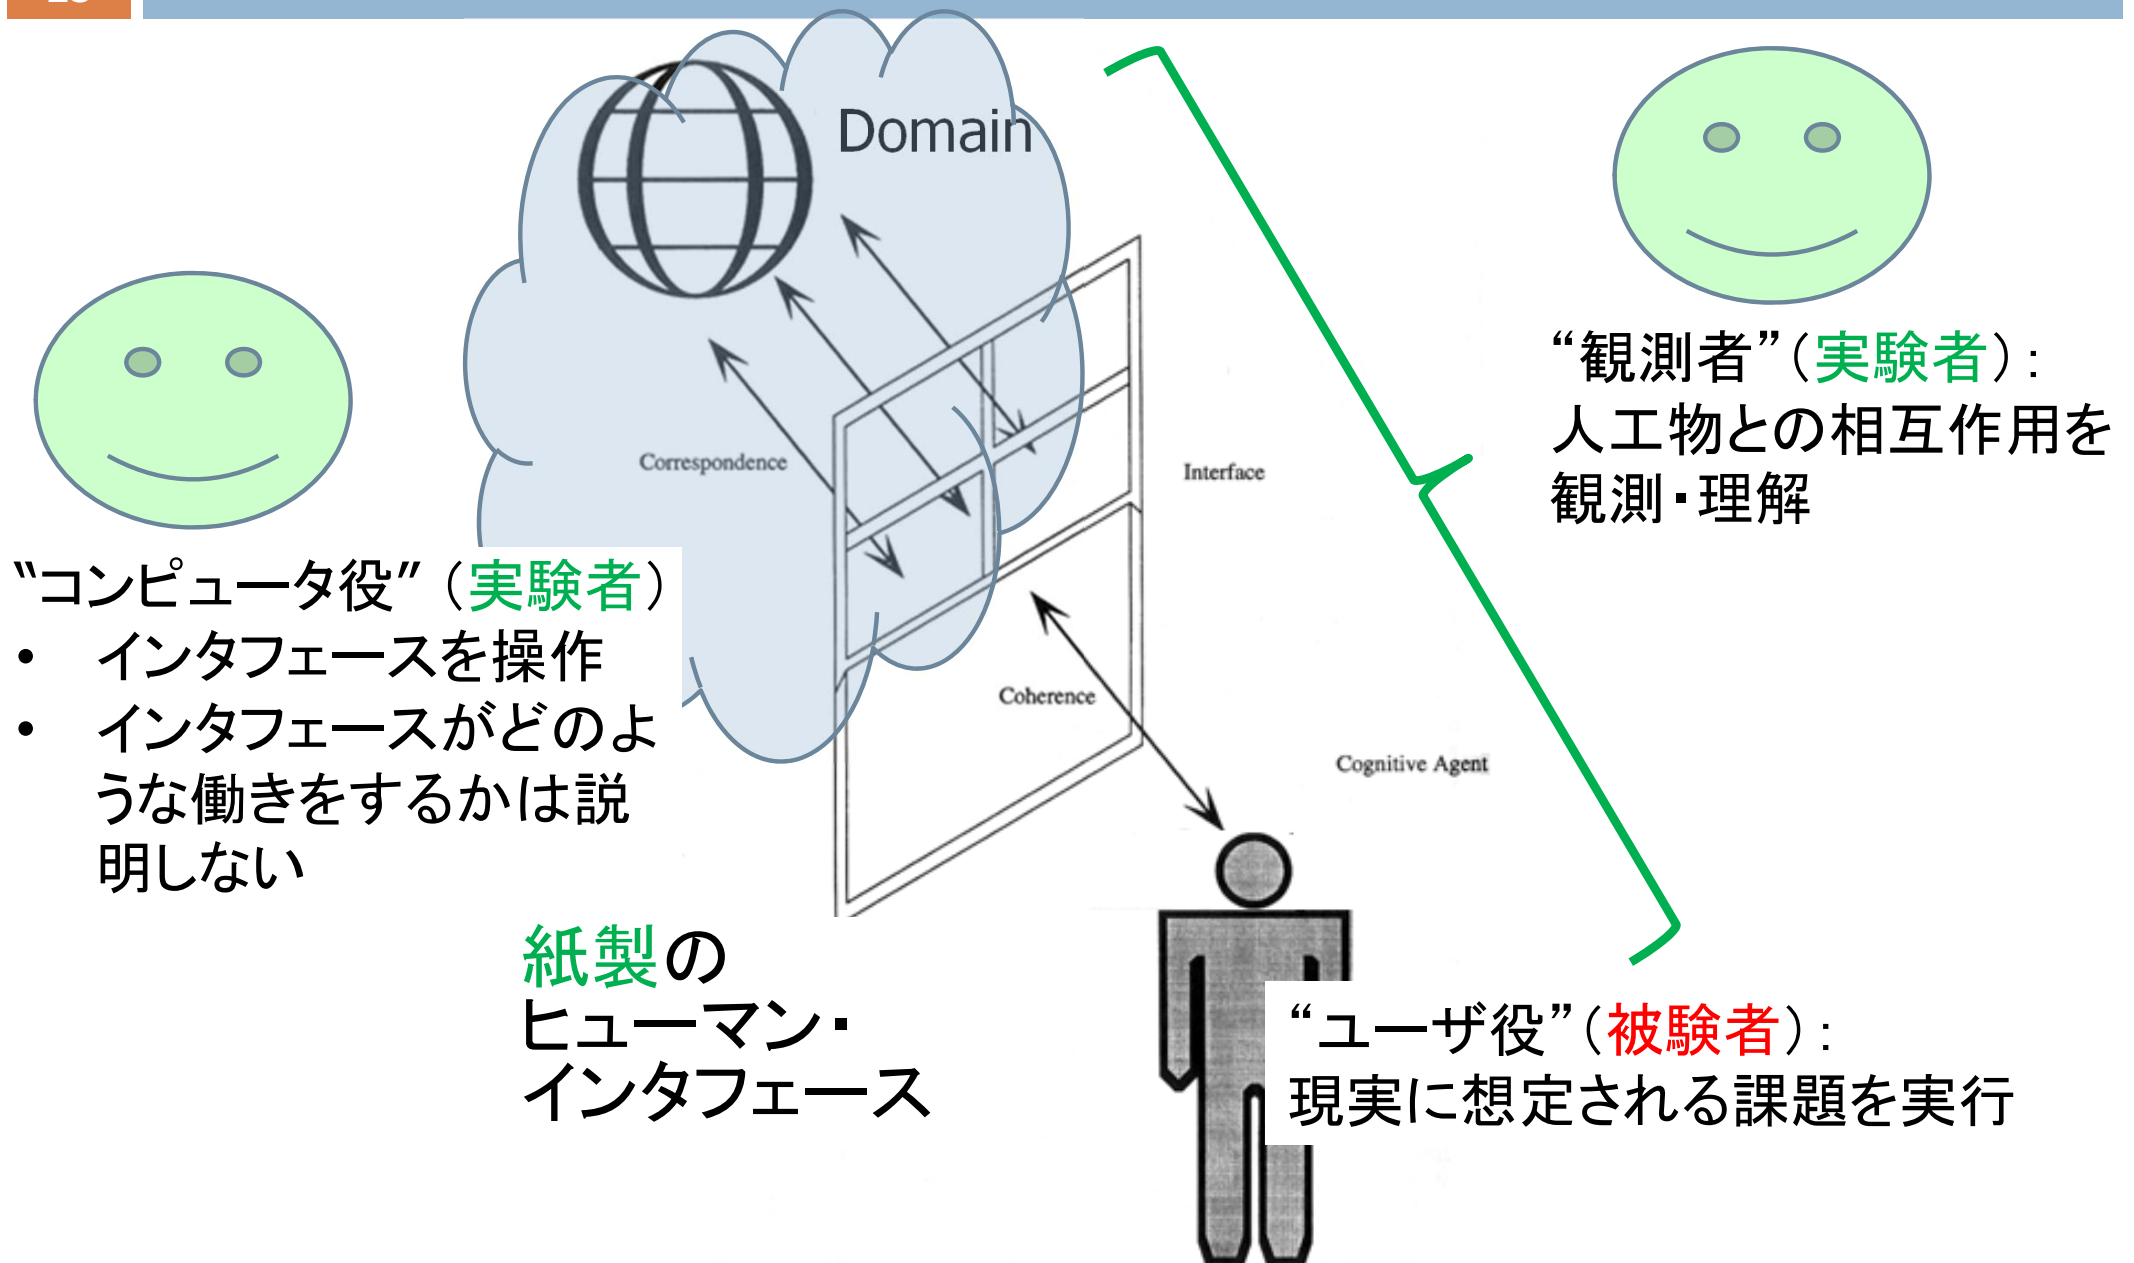 Domain
Correspondence
Interface
Coherence
Cognitive Agent
“観測者”（実験者）：
人工物との相互作用を
観測・理解
“コンピュータ役”（実験者）
• インタフェースを操作
• インタフェースがどのよ
うな働きをするかは説
明しない
紙製の
ヒューマン・
インタフェース
“ユーザ役”（被験者）：
現実に想定される課題を実行